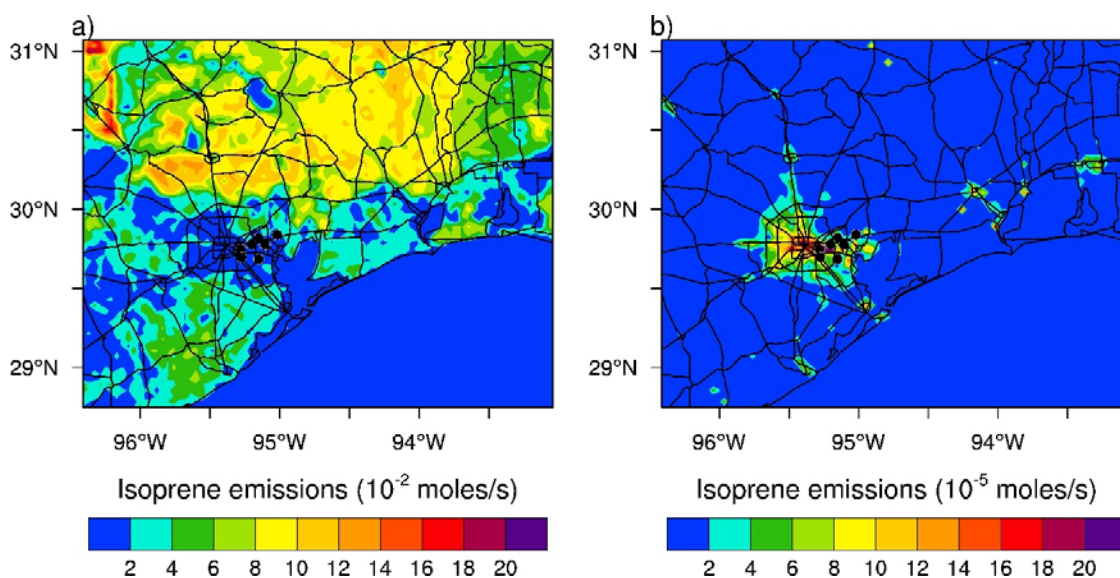 a)
b)
31°N
30°N
29°N
96°W 95°W 94°W
Isoprene emissions (10⁻² moles/s)
2 4 6 8 10 12 14 16 18 20
31°N
30°N
29°N
96°W 95°W 94°W
Isoprene emissions (10⁻⁵ moles/s)
2 4 6 8 10 12 14 16 18 20